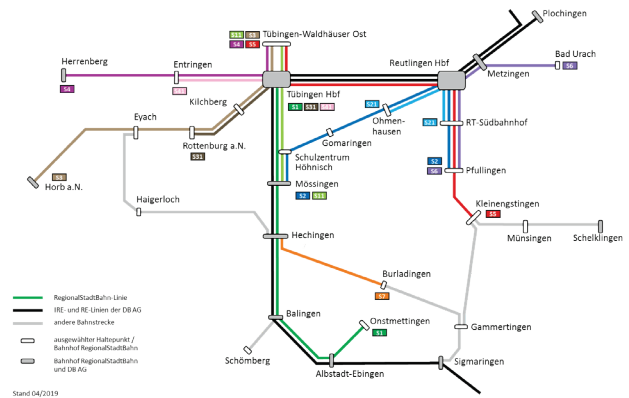 Plochingen
S11 S3
Tübingen-Waldhäuser Ost
S4 S5
Herrenberg
Entringen
Reutlingen Hbf
Bad Urach
Metzingen
S6
S4
Tübingen Hbf
S1 S31
Kilchberg
S21
Ohmen-
hausen
S21
RT-Südbahnhof
Eyach
Rottenburg a.N.
S31
Gomaringen
Schulzentrum
Höhnisch
S2
S6
Pfullingen
S3
Horb a.N.
Mössingen
S2 S11
Haigerloch
Kleinengstingen
S5
Münsingen
Schelklingen
Hechingen
Burladingen
S7
RegionalStadtBahn-Linie
IRE- und RE-Linien der DB AG
andere Bahnstrecke
ausgewählter Haltepunkt /
Bahnhof RegionalStadtBahn
Bahnhof RegionalStadtBahn
und DB AG
Balingen
Onstmettingen
S1
Gammertingen
Schömberg
Albstadt-Ebingen
Sigmaringen
Stand 04/2019